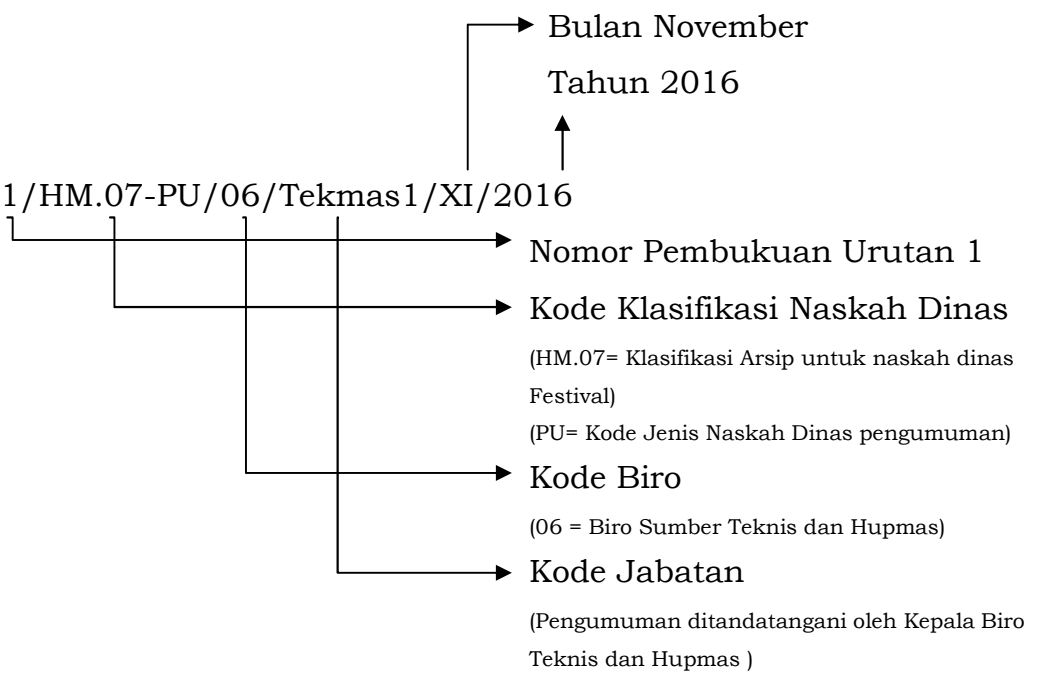 Bulan November
Tahun 2016
1/HM.07-PU/06/Tekmas1/XI/2016
Nomor Pembukuan Urutan 1
Kode Klasifikasi Naskah Dinas
(HM.07= Klasifikasi Arsip untuk naskah dinas
Festival)
(PU= Kode Jenis Naskah Dinas pengumuman)
Kode Biro
(06 = Biro Sumber Teknis dan Hupmas)
Kode Jabatan
(Pengumuman ditandatangani oleh Kepala Biro
Teknis dan Hupmas )